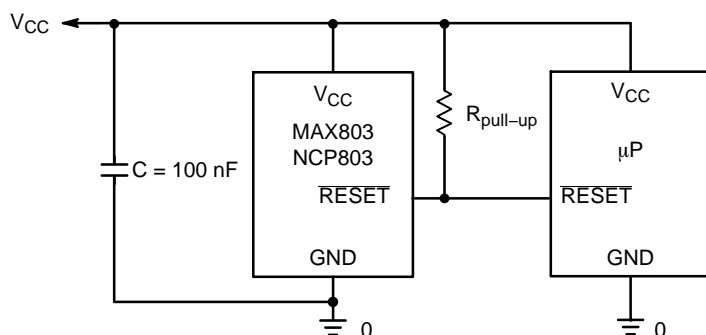 VCC
VCC
MAX803
NCP803
RESET
GND
C = 100 nF
Rpull–up
VCC
μP
RESET
GND
0
0